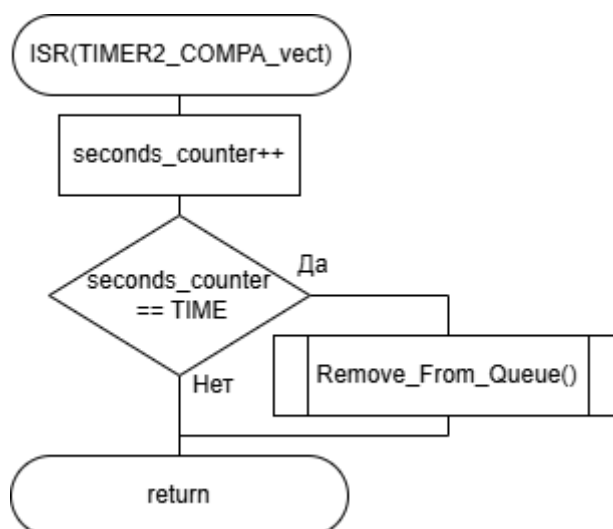 ISR(TIMER2_COMPA_vect)
seconds_counter++
seconds_counter
== TIME
Да
Нет
Remove_From_Queue()
return